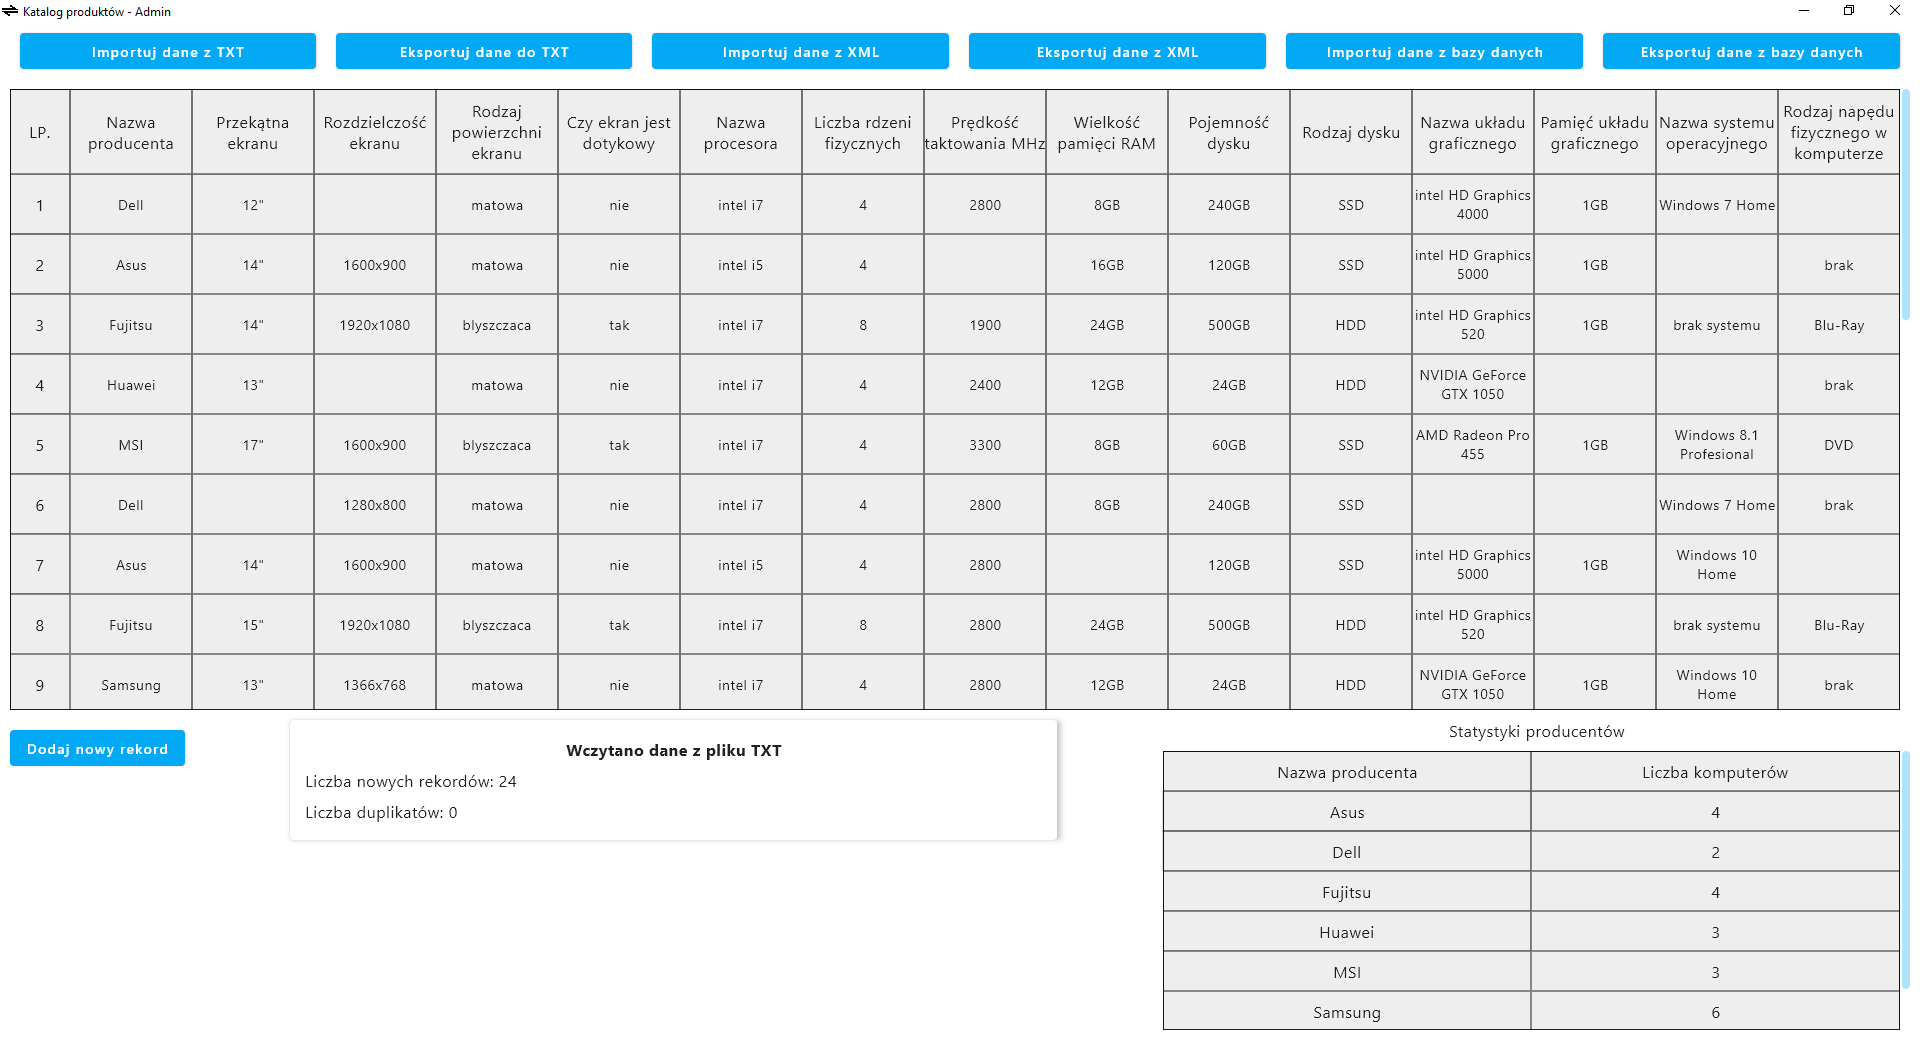 Katalog produktów - Admin
Importuj dane z TXT
Eksportuj dane do TXT
Importuj dane z XML
Eksportuj dane z XML
Importuj dane z bazy danych
Eksportuj dane z bazy danych
LP. Nazwa producenta Przekątna ekranu Rozdzielczość ekranu Rodzaj powierzchni ekranu Czy ekran jest dotykowy Nazwa procesora Liczba rdzeni fizycznych Prędkość taktowania MHz Wielkość pamięci RAM Pojemność dysku Rodzaj dysku Nazwa układu graficznego Pamięć układu graficznego Nazwa systemu operacyjnego Rodzaj napędu fizycznego w komputerze
1 Dell 12" matowa nie intel i7 4 2800 8GB 240GB SSD intel HD Graphics 4000 1GB Windows 7 Home
2 Asus 14" 1600x900 matowa nie intel i5 4 16GB 120GB SSD intel HD Graphics 5000 1GB brak
3 Fujitsu 14" 1920x1080 blyszczaca tak intel i7 8 1900 24GB 500GB HDD intel HD Graphics 520 1GB brak systemu Blu-Ray
4 Huawei 13" matowa nie intel i7 4 2400 12GB 24GB HDD NVIDIA GeForce GTX 1050 brak
5 MSI 17" 1600x900 blyszczaca tak intel i7 4 3300 8GB 60GB SSD AMD Radeon Pro 455 1GB Windows 8.1 Profesional DVD
6 Dell 1280x800 matowa nie intel i7 4 2800 8GB 240GB SSD Windows 7 Home brak
7 Asus 14" 1600x900 matowa nie intel i5 4 2800 120GB SSD intel HD Graphics 5000 1GB Windows 10 Home
8 Fujitsu 15" 1920x1080 blyszczaca tak intel i7 8 2800 24GB 500GB HDD intel HD Graphics 520 brak systemu Blu-Ray
9 Samsung 13" 1366x768 matowa nie intel i7 4 2800 12GB 24GB HDD NVIDIA GeForce GTX 1050 1GB Windows 10 Home brak
Dodaj nowy rekord
Wczytano dane z pliku TXT
Liczba nowych rekordów: 24
Liczba duplikatów: 0
Statystyki producentów
Nazwa producenta Liczba komputerów
Asus 4
Dell 2
Fujitsu 4
Huawei 3
MSI 3
Samsung 6